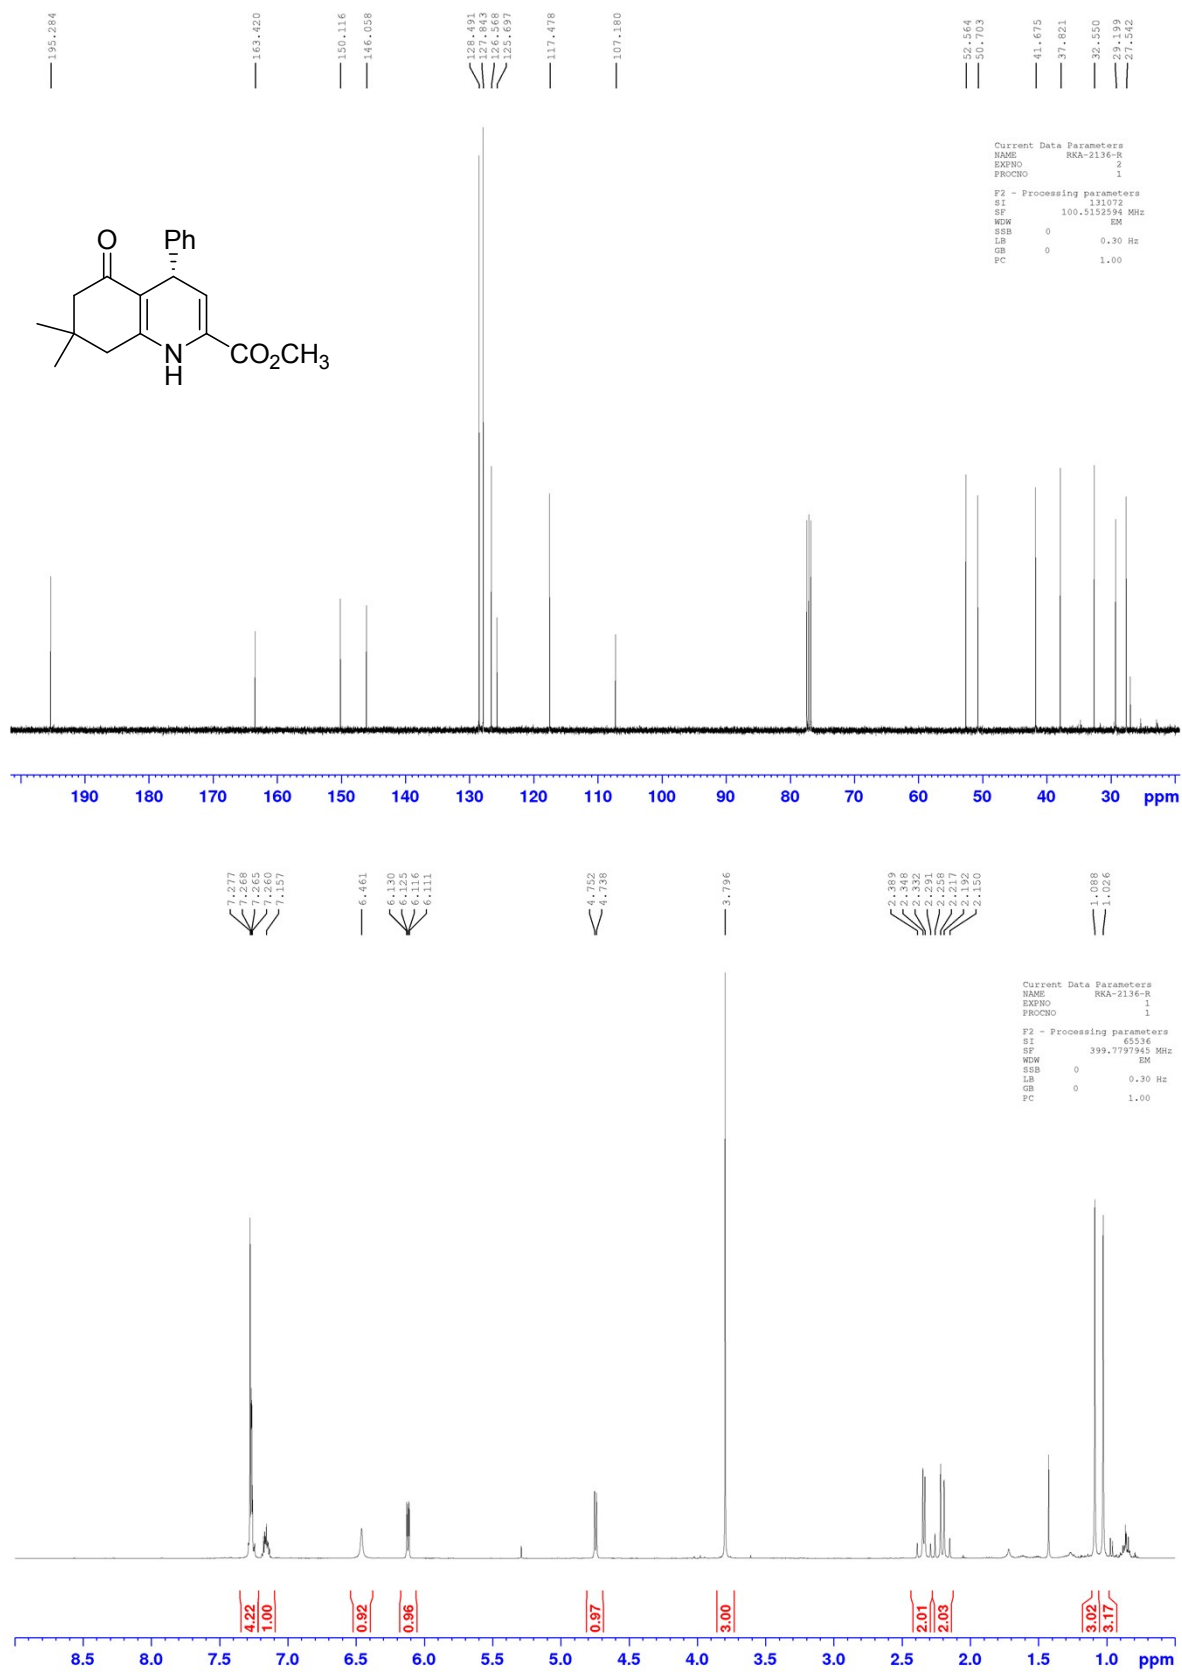 195.284
163.420
150.116
146.058
128.491
127.843
126.568
125.697
117.478
107.180
52.564
50.703
41.675
37.821
32.550
29.199
27.542
Current Data Parameters
NAME RKA-2136-R
EXPNO 2
PROCNO 1
F2 - Processing parameters
SI 131072
SF 100.5152594 MHz
WDW EM
SSB 0
LB 0.30 Hz
GB 0
PC 1.00
O
Ph
N
H
CO2CH3
190 180 170 160 150 140 130 120 110 100 90 80 70 60 50 40 30 ppm
7.277
7.268
7.265
7.260
7.157
6.461
6.130
6.125
6.116
6.111
4.752
4.738
3.796
2.389
2.348
2.332
2.291
2.258
2.217
2.192
2.150
1.088
1.026
Current Data Parameters
NAME RKA-2136-R
EXPNO 1
PROCNO 1
F2 - Processing parameters
SI 65536
SF 399.7797945 MHz
WDW EM
SSB 0
LB 0.30 Hz
GB 0
PC 1.00
4.22
1.00
0.92
0.96
0.97
3.00
2.01
2.03
3.02
3.17
8.5 8.0 7.5 7.0 6.5 6.0 5.5 5.0 4.5 4.0 3.5 3.0 2.5 2.0 1.5 1.0 ppm